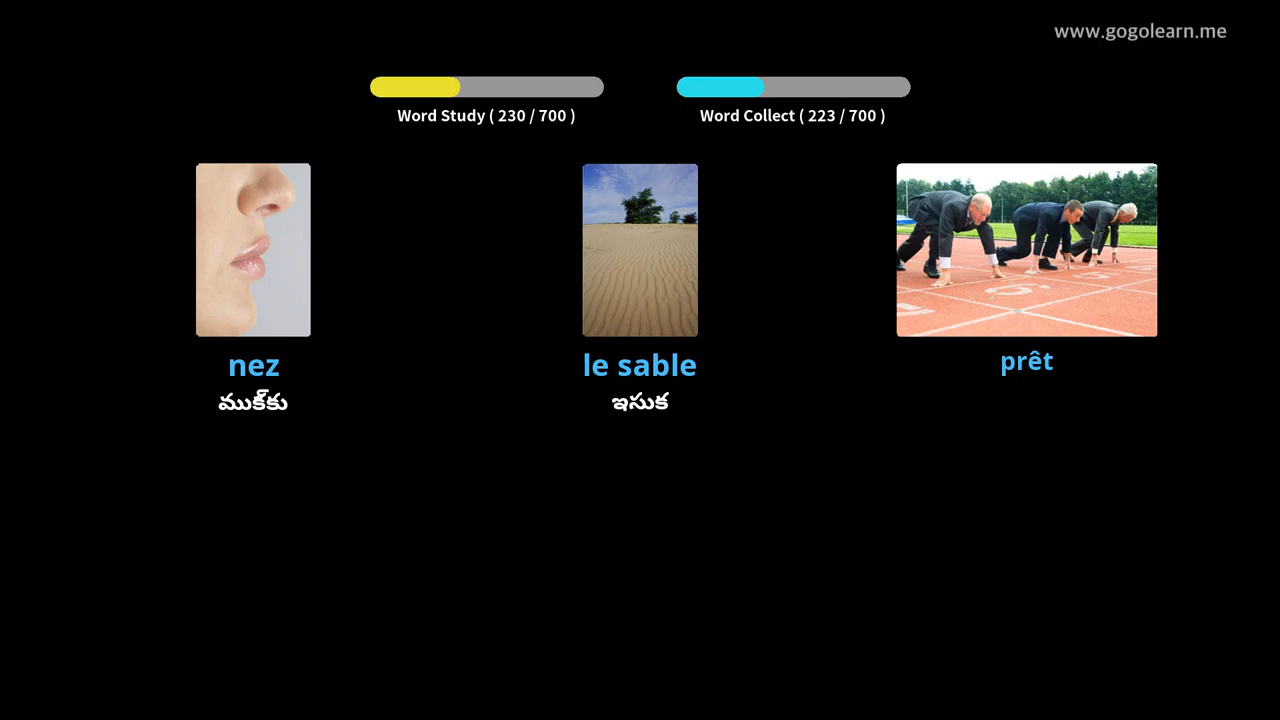 www.gogolearn.me
Word Study ( 230 / 700 )
Word Collect ( 223 / 700 )
nez
ముక్‌కు
le sable
ఇసుక
prêt